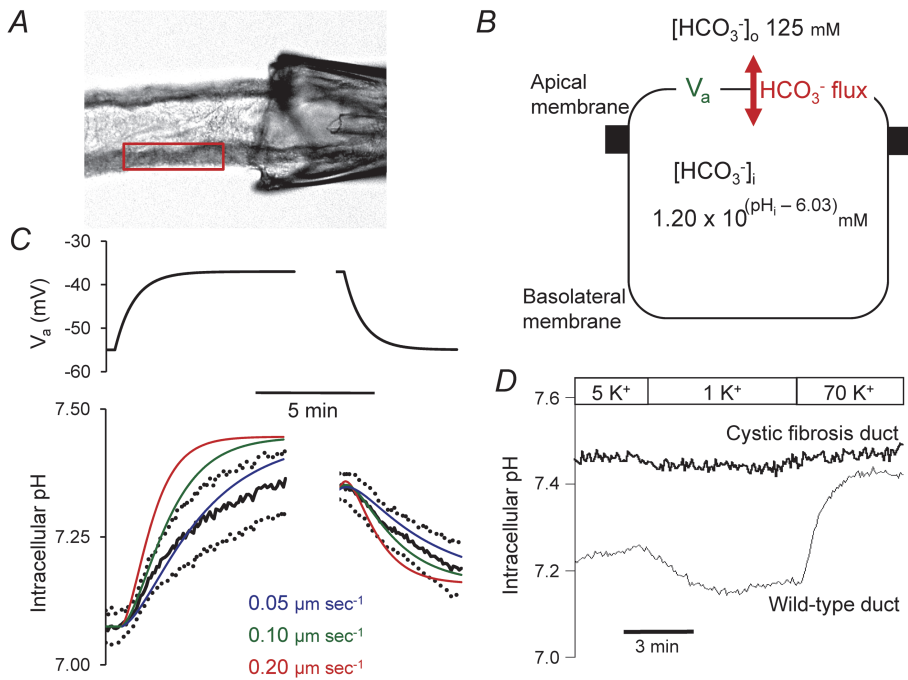 A
B
[HCO₃⁻]ₒ 125 mM
Apical
membrane
Vₐ
HCO₃⁻ flux
[HCO₃⁻]ᵢ
1.20 x 10^(pHᵢ – 6.03) mM
Basolateral
membrane
C
-30
-40
-50
-60
Vₐ (mV)
5 min
7.50
7.25
7.00
Intracellular pH
0.05 µm sec⁻¹
0.10 µm sec⁻¹
0.20 µm sec⁻¹
D
5 K⁺
1 K⁺
70 K⁺
7.6
7.4
7.2
7.0
Intracellular pH
Cystic fibrosis duct
Wild-type duct
3 min